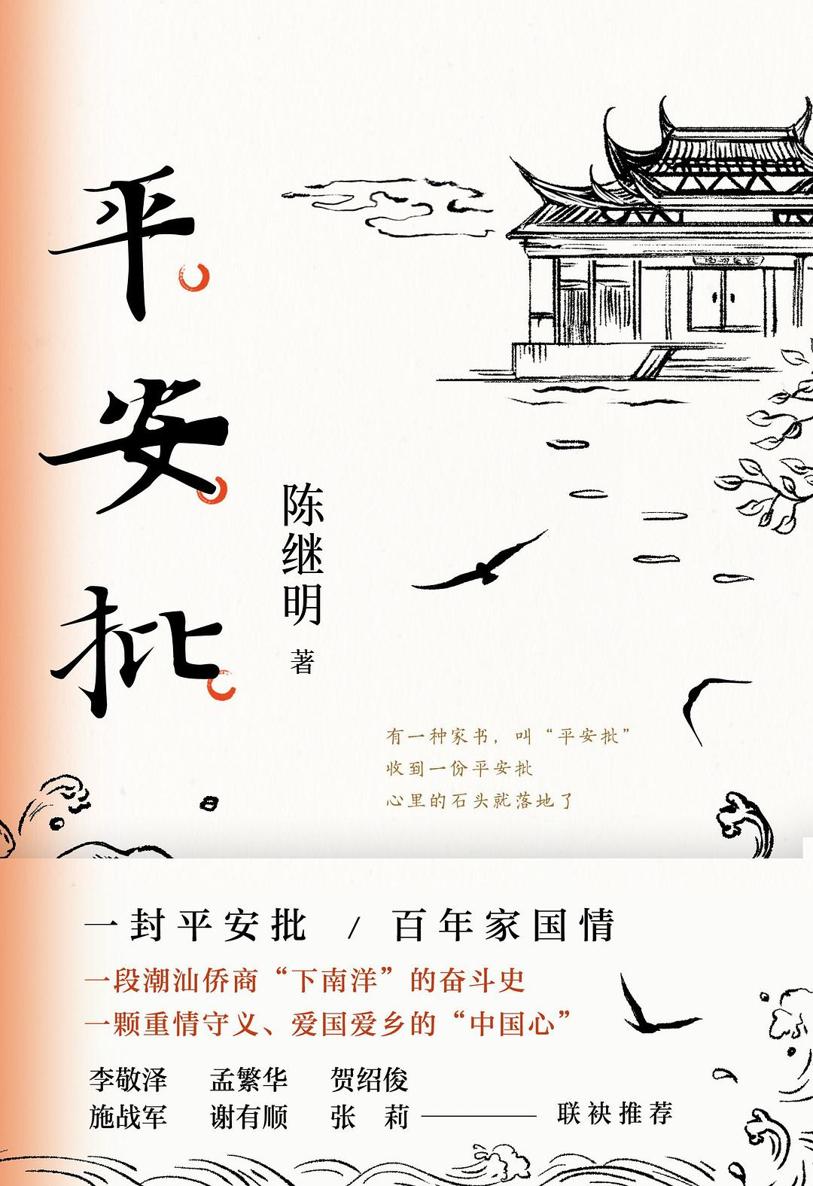 平安批
陈继明 著
有一种家书，叫“平安批”
收到一份平安批
心里的石头就落地了
一封平安批 / 百年家国情
一段潮汕侨商“下南洋”的奋斗史
一颗重情守义、爱国爱乡的“中国心”
李敬泽 孟繁华 贺绍俊
施战军 谢有顺 张 莉 —— 联袂推荐